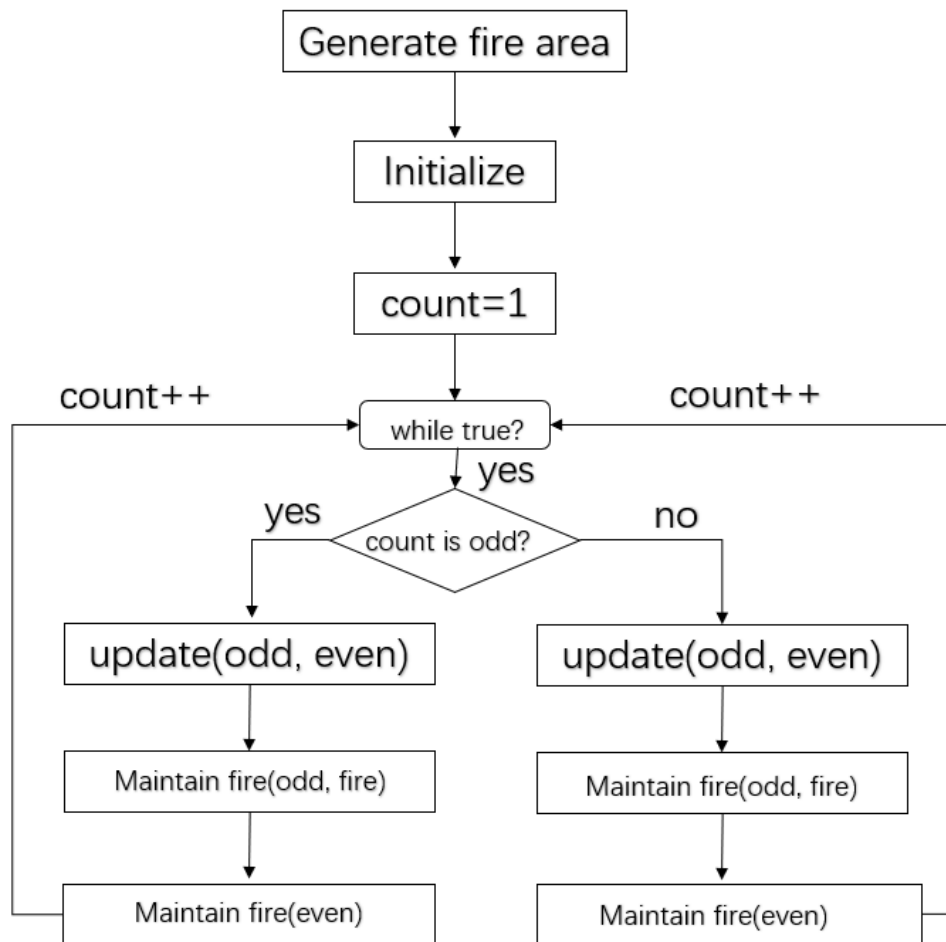 Generate fire area
Initialize
count=1
count++
count++
while true?
yes
yes
count is odd?
no
update(odd, even)
update(odd, even)
Maintain fire(odd, fire)
Maintain fire(odd, fire)
Maintain fire(even)
Maintain fire(even)